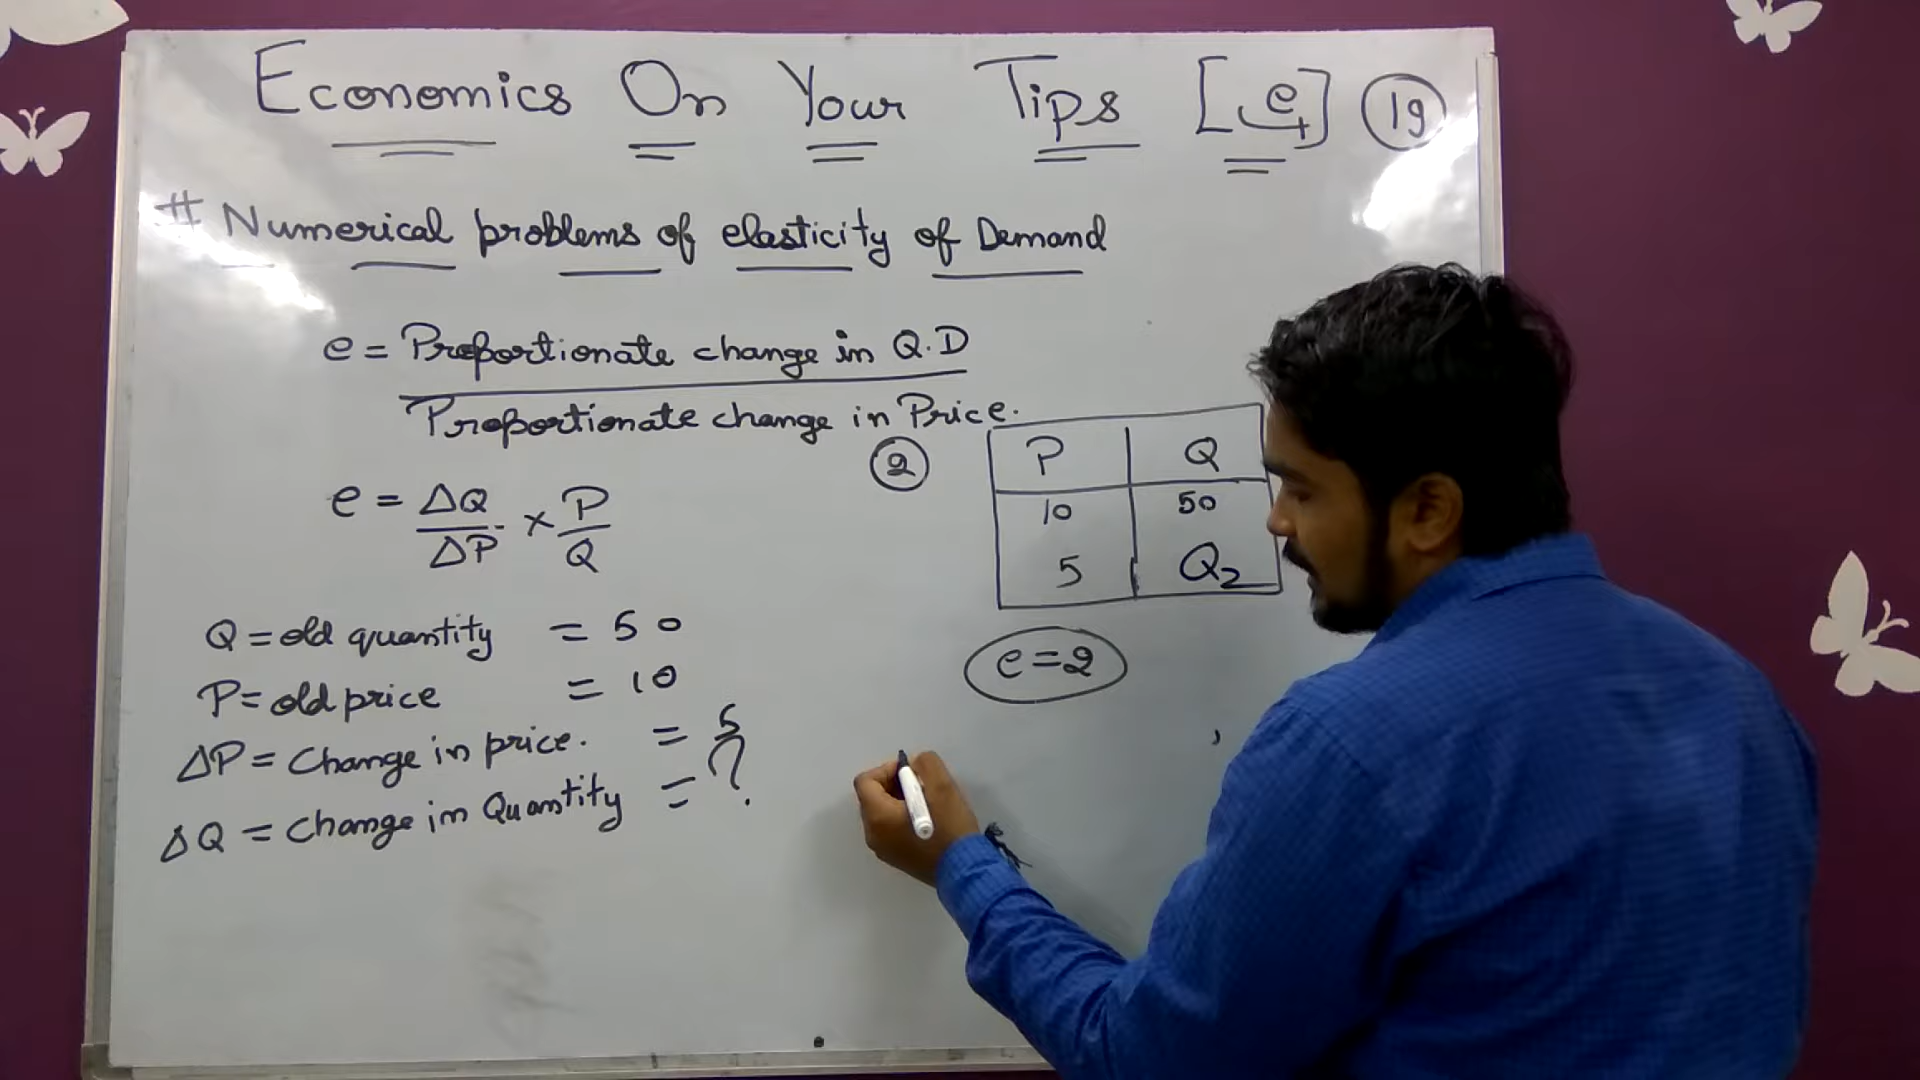 Economics On Your Tips [et] 19
# Numerical problems of elasticity of Demand
e = Proportionate change in Q.D
Proportionate change in Price.
e = ΔQ/ΔP × P/Q
Q = old quantity = 50
P = old price = 10
ΔP = Change in price. = 5
ΔQ = Change in Quantity = ?
2
P Q
10 50
5 Q2
e = 2